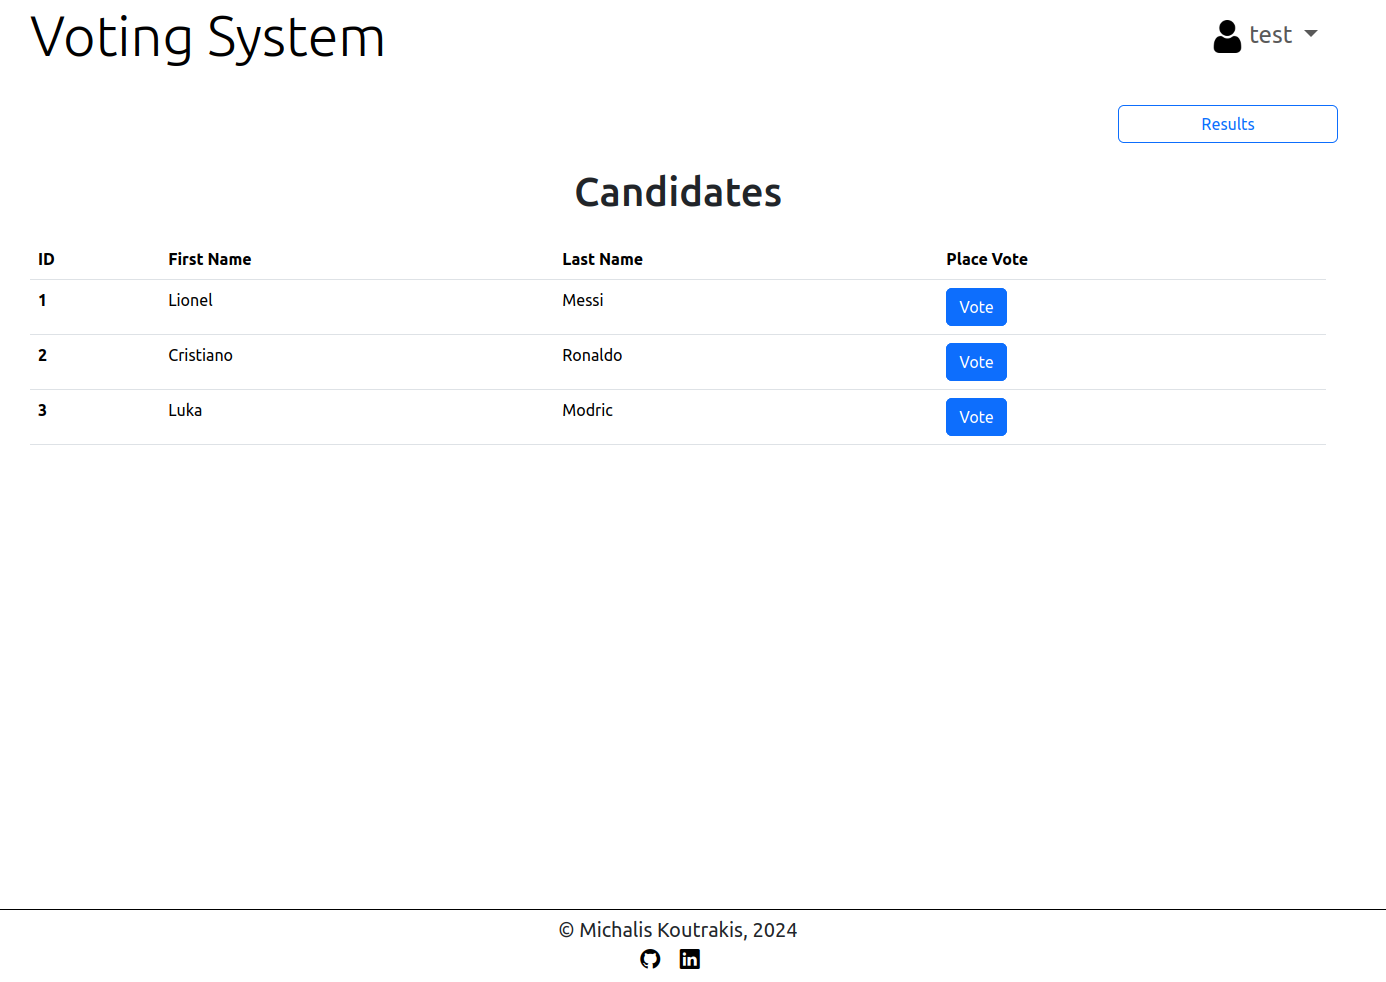 Voting System
test
Results
Candidates
ID First Name Last Name Place Vote
1 Lionel Messi Vote
2 Cristiano Ronaldo Vote
3 Luka Modric Vote
© Michalis Koutrakis, 2024
in